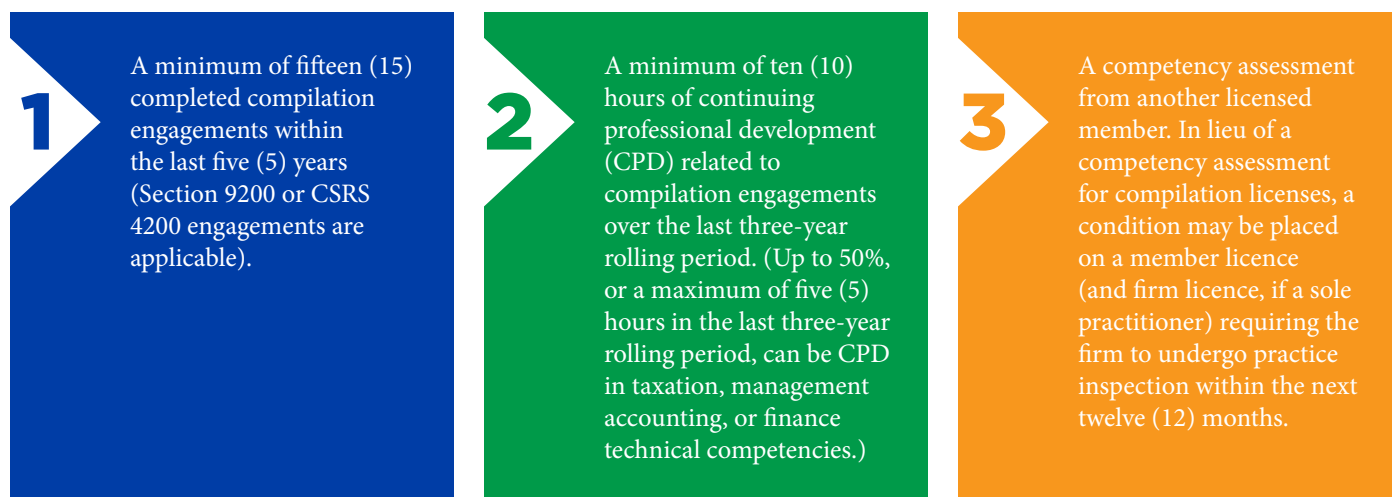 1
A minimum of fifteen (15)
completed compilation
engagements within
the last five (5) years
(Section 9200 or CSRS
4200 engagements are
applicable).
2
A minimum of ten (10)
hours of continuing
professional development
(CPD) related to
compilation engagements
over the last three-year
rolling period. (Up to 50%,
or a maximum of five (5)
hours in the last three-year
rolling period, can be CPD
in taxation, management
accounting, or finance
technical competencies.)
3
A competency assessment
from another licensed
member. In lieu of a
competency assessment
for compilation licenses, a
condition may be placed
on a member licence
(and firm licence, if a sole
practitioner) requiring the
firm to undergo practice
inspection within the next
twelve (12) months.